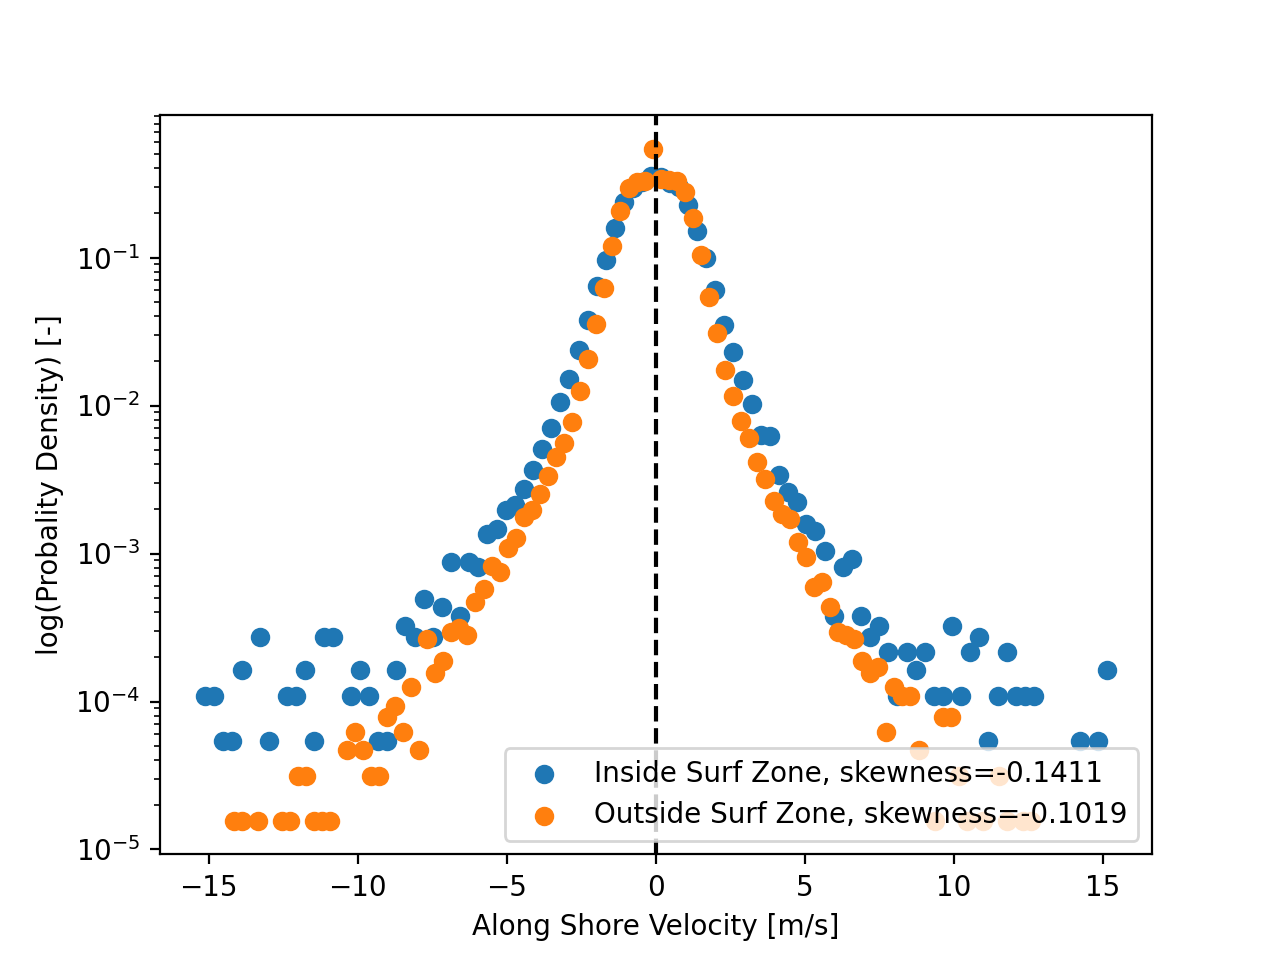 log(Probality Density) [-]
10⁻¹
10⁻²
10⁻³
10⁻⁴
10⁻⁵
Inside Surf Zone, skewness=-0.1411
Outside Surf Zone, skewness=-0.1019
−15 −10 −5 0 5 10 15
Along Shore Velocity [m/s]